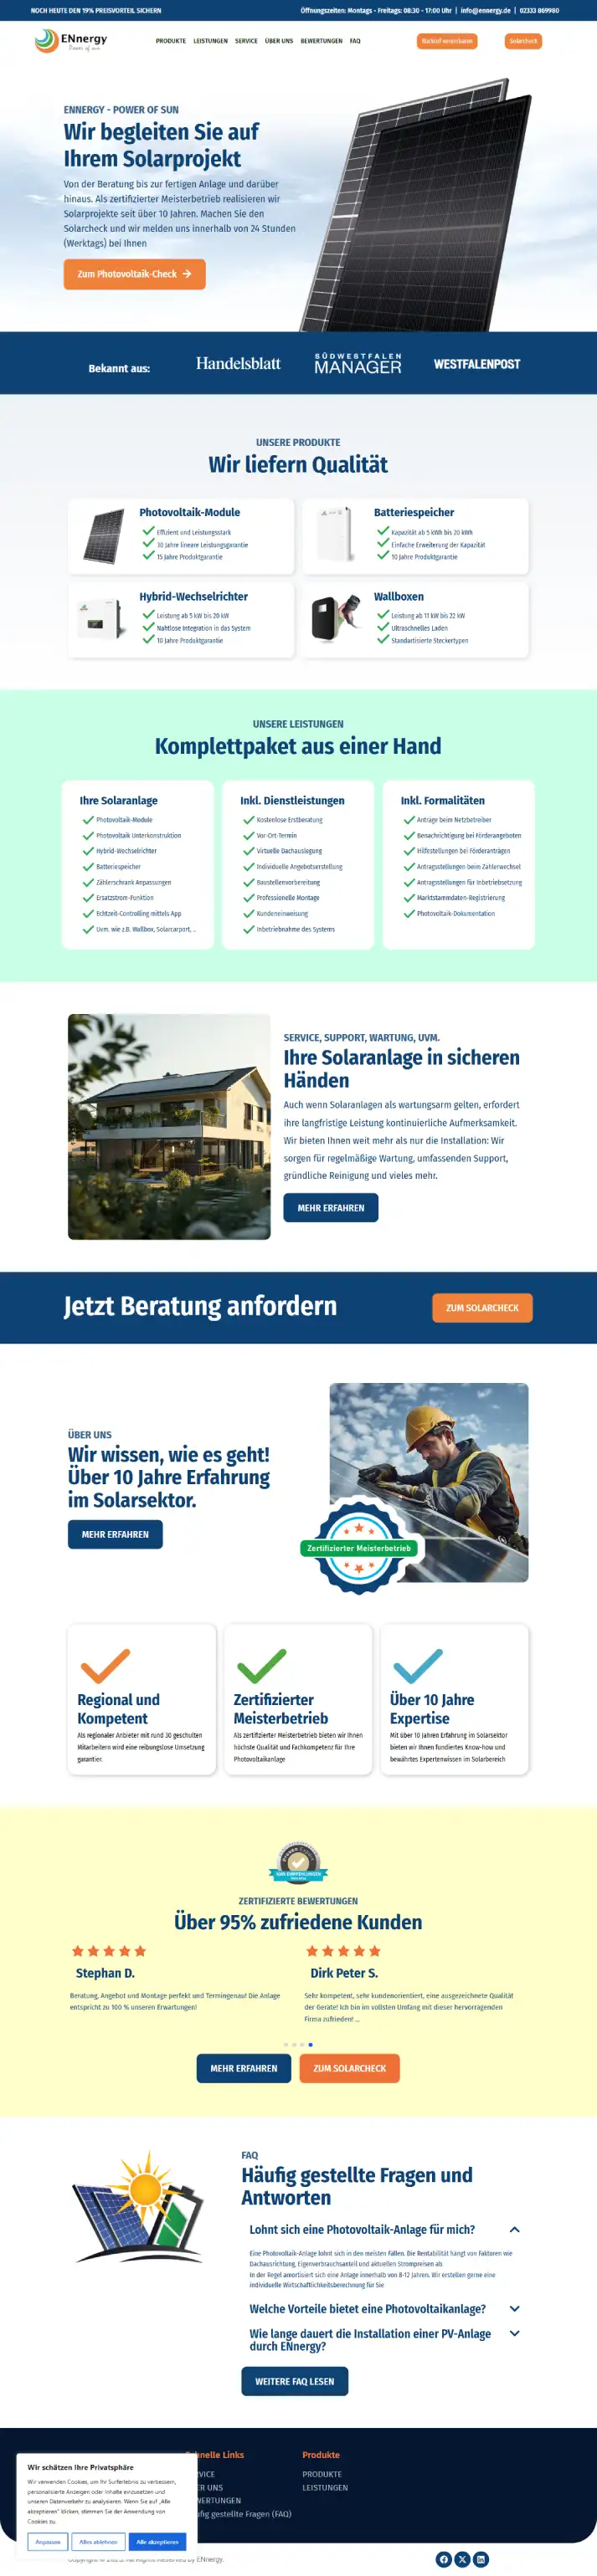 NOCH HEUTE DEN 19% PREISVORTEIL SICHERN
Öffnungszeiten: Montags - Freitags: 08:30 - 17:00 Uhr | info@ennergy.de | 02333 869980
ENnergy
Power of sun
PRODUKTE LEISTUNGEN SERVICE ÜBER UNS BEWERTUNGEN FAQ
Rückruf vereinbaren
Solarcheck
ENNERGY - POWER OF SUN
Wir begleiten Sie auf
Ihrem Solarprojekt
Von der Beratung bis zur fertigen Anlage und darüber
hinaus. Als zertifizierter Meisterbetrieb realisieren wir
Solarprojekte seit über 10 Jahren. Machen Sie den
Solarcheck und wir melden uns innerhalb von 24 Stunden
(Werktags) bei Ihnen
Zum Photovoltaik-Check
Bekannt aus:
Handelsblatt
SÜDWESTFALEN
MANAGER
WESTFALENPOST
UNSERE PRODUKTE
Wir liefern Qualität
Photovoltaik-Module
Effizient und Leistungsstark
30 Jahre lineare Leistungsgarantie
15 Jahre Produktgarantie
Batteriespeicher
Kapazität ab 5 kWh bis 20 kWh
Einfache Erweiterung der Kapazität
10 Jahre Produktgarantie
Hybrid-Wechselrichter
Leistung ab 5 kW bis 20 kW
Nahtlose Integration in das System
10 Jahre Produktgarantie
Wallboxen
Leistung ab 11 kW bis 22 kW
Ultraschnelles Laden
Standartisierte Steckertypen
UNSERE LEISTUNGEN
Komplettpaket aus einer Hand
Ihre Solaranlage
Photovoltaik-Module
Photovoltaik Unterkonstruktion
Hybrid-Wechselrichter
Batteriespeicher
Zählerschrank Anpassungen
Ersatzstrom-Funktion
Echtzeit-Controlling mittels App
Uvm. wie z.B. Wallbox, Solarcarport, ...
Inkl. Dienstleistungen
Kostenlose Erstberatung
Vor-Ort-Termin
Virtuelle Dachauslegung
Individuelle Angebotserstellung
Baustellenvorbereitung
Professionelle Montage
Kundeneinweisung
Inbetriebnahme des Systems
Inkl. Formalitäten
Anträge beim Netzbetreiber
Benachrichtigung bei Förderangeboten
Hilfestellungen bei Förderanträgen
Antragsstellungen beim Zählerwechsel
Antragsstellungen für Inbetriebsetzung
Marktstammdaten-Registrierung
Photovoltaik-Dokumentation
SERVICE, SUPPORT, WARTUNG, UVM.
Ihre Solaranlage in sicheren
Händen
Auch wenn Solaranlagen als wartungsarm gelten, erfordert
ihre langfristige Leistung kontinuierliche Aufmerksamkeit.
Wir bieten Ihnen weit mehr als nur die Installation: Wir
sorgen für regelmäßige Wartung, umfassenden Support,
gründliche Reinigung und vieles mehr.
MEHR ERFAHREN
Jetzt Beratung anfordern
ZUM SOLARCHECK
ÜBER UNS
Wir wissen, wie es geht!
Über 10 Jahre Erfahrung
im Solarsektor.
MEHR ERFAHREN
Zertifizierter Meisterbetrieb
Regional und
Kompetent
Als regionaler Anbieter mit rund 30 geschulten
Mitarbeitern wird eine reibungslose Umsetzung
garantiert.
Zertifizierter
Meisterbetrieb
Als zertifizierter Meisterbetrieb bieten wir Ihnen
höchste Qualität und Fachkompetenz für Ihre
Photovoltaikanlage
Über 10 Jahre
Expertise
Mit über 10 Jahren Erfahrung im Solarsektor
bieten wir Ihnen fundiertes Know-how und
bewährtes Expertenwissen im Solarbereich
ZERTIFIZIERTE BEWERTUNGEN
Über 95% zufriedene Kunden
Stephan D.
Beratung, Angebot und Montage perfekt und Termingenau! Die Anlage
entspricht zu 100 % unseren Erwartungen!
Dirk Peter S.
Sehr kompetent, sehr kundenorientiert, eine ausgezeichnete Qualität
der Geräte! Ich bin im vollsten Umfang mit dieser hervorragenden
Firma zufrieden! ...
MEHR ERFAHREN
ZUM SOLARCHECK
FAQ
Häufig gestellte Fragen und
Antworten
Lohnt sich eine Photovoltaik-Anlage für mich?
Eine Photovoltaik-Anlage lohnt sich in den meisten Fällen. Die Rentabilität hängt von Faktoren wie
Dachausrichtung, Eigenverbrauchsanteil und aktuellen Strompreisen ab
In der Regel amortisiert sich eine Anlage innerhalb von 8-12 Jahren. Wir erstellen gerne eine
individuelle Wirtschaftlichkeitsberechnung für Sie
Welche Vorteile bietet eine Photovoltaikanlage?
Wie lange dauert die Installation einer PV-Anlage
durch ENnergy?
WEITERE FAQ LESEN
Links
Produkte
PRODUKTE
LEISTUNGEN
gestellte Fragen (FAQ)
Wir schätzen Ihre Privatsphäre
Wir verwenden Cookies, um Ihr Surferlebnis zu verbessern,
personalisierte Anzeigen oder Inhalte einzusetzen und
unseren Datenverkehr zu analysieren. Wenn Sie auf „Alle
akzeptieren" klicken, stimmen Sie der Anwendung von
Cookies zu.
Anpassen
Alles ablehnen
Alle akzeptieren
by ENnergy.